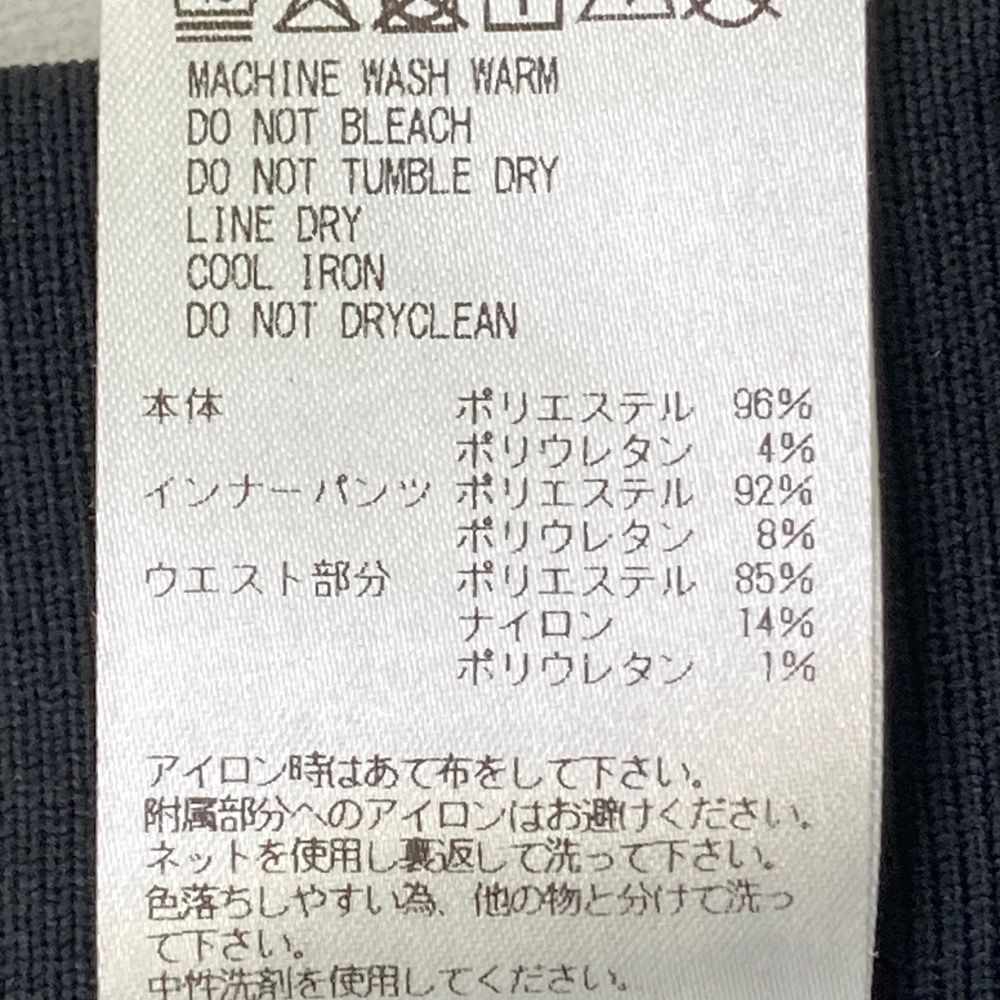 MACHINE WASH WARM
DO NOT BLEACH
DO NOT TUMBLE DRY
LINE DRY
COOL IRON
DO NOT DRYCLEAN
本体 ポリエステル 96%
ポリウレタン 4%
インナーパンツ ポリエステル 92%
ポリウレタン 8%
ウエスト部分 ポリエステル 85%
ナイロン 14%
ポリウレタン 1%
アイロン時はあて布をして下さい。
附属部分へのアイロンはお避けください。
ネットを使用し裏返して洗って下さい。
色落ちしやすい為、他の物と分けて洗っ
て下さい。
中性洗剤を使用してください。